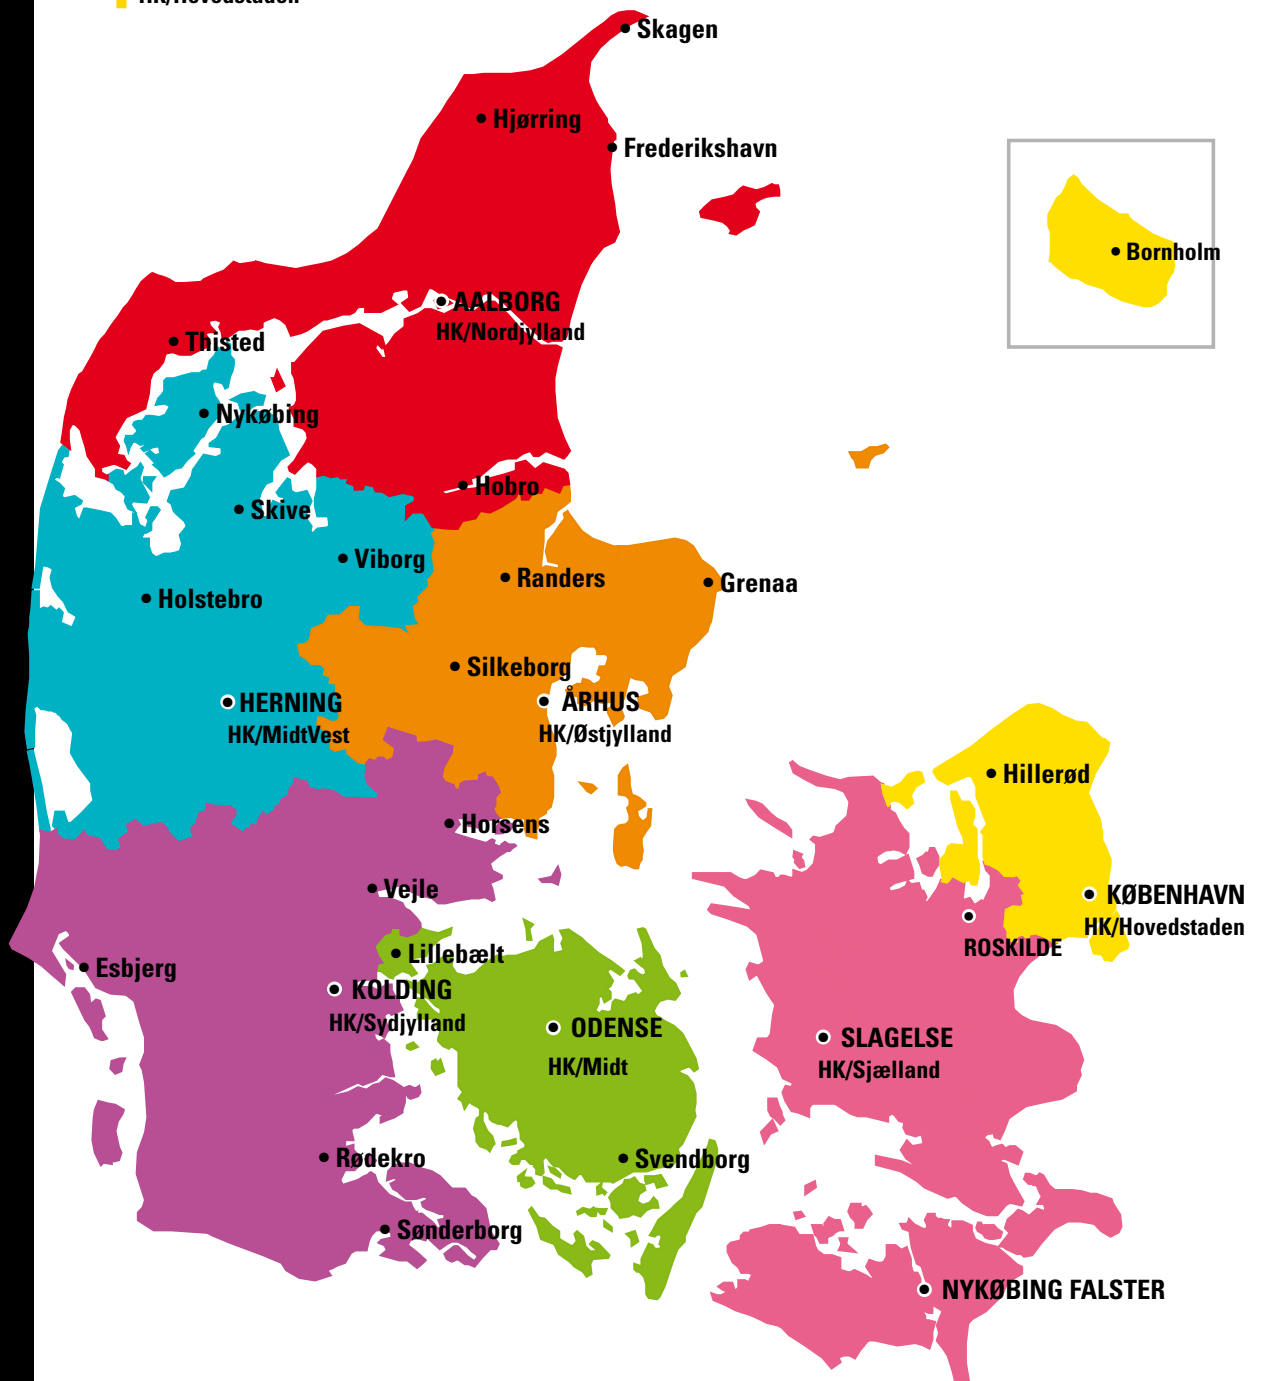 HK/Hovedstaden
Skagen
Hjørring
Frederikshavn
Bornholm
AALBORG
HK/Nordjylland
Thisted
Nykøbing
Hobro
Skive
Viborg
Randers
Grenaa
Holstebro
Silkeborg
HERNING
HK/MidtVest
ÅRHUS
HK/Østjylland
Hillerød
Horsens
Vejle
KØBENHAVN
HK/Hovedstaden
ROSKILDE
Lillebælt
Esbjerg
KOLDING
HK/Sydjylland
ODENSE
HK/Midt
SLAGELSE
HK/Sjælland
Rødekro
Svendborg
Sønderborg
NYKØBING FALSTER